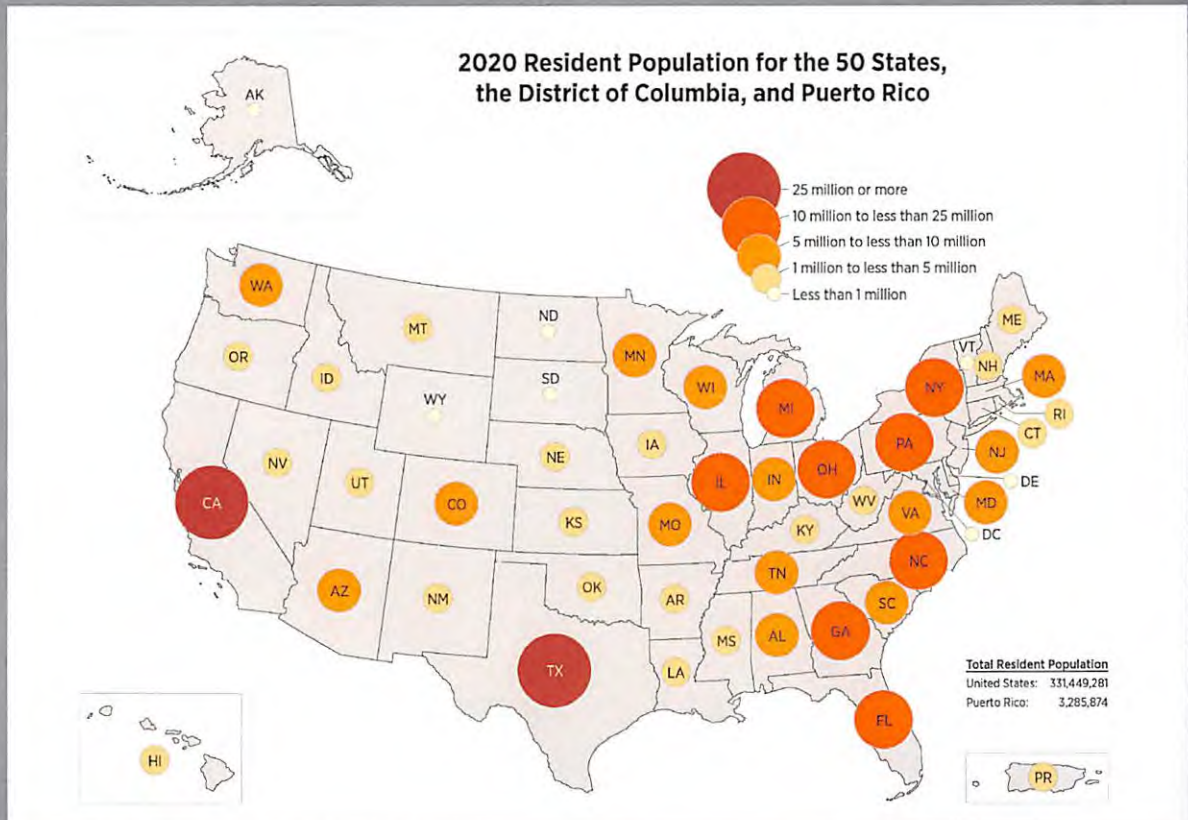 2020 Resident Population for the 50 States,
the District of Columbia, and Puerto Rico
AK
25 million or more
10 million to less than 25 million
5 million to less than 10 million
1 million to less than 5 million
Less than 1 million
WA
MT
ND
MN
ME
VT
NH
OR
ID
WY
SD
WI
MI
NY
MA
RI
CT
NV
UT
CO
NE
IA
IL
IN
OH
PA
NJ
DE
MD
DC
CA
KS
MO
KY
WV
VA
AZ
NM
OK
AR
TN
NC
SC
TX
LA
MS
AL
GA
FL
Total Resident Population
United States: 331,449,281
Puerto Rico: 3,285,874
HI
PR